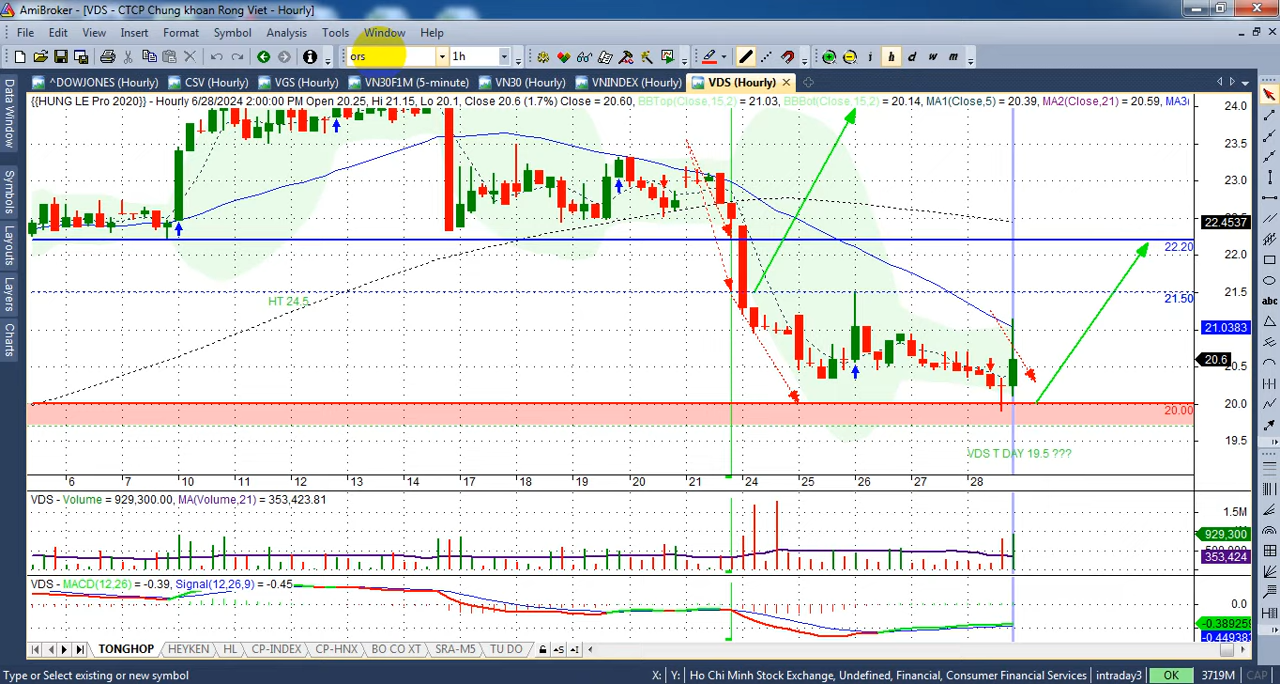 AmiBroker - [VDS - CTCP Chung khoan Rong Viet - Hourly]
File Edit View Insert Format Symbol Analysis Tools Window Help
ors 1h i h d w m
^DOWJONES (Hourly) CSV (Hourly) VGS (Hourly) VN30F1M (5-minute) VN30 (Hourly) VNINDEX (Hourly) VDS (Hourly)
{{HUNG LE Pro 2020}} - Hourly 6/28/2024 2:00:00 PM Open 20.25, Hi 21.15, Lo 20.1, Close 20.6 (1.7%) Close = 20.60, BBTop(Close,15,2) = 21.03, BBBot(Close,15,2) = 20.14, MA1(Close,5) = 20.39, MA2(Close,21) = 20.59, MA3(
Data Window
Symbols
Layouts
Layers
Charts
24.0
23.5
23.0
22.4537
22.20
22.0
21.5
21.50
21.0383
20.6
20.5
20.0
20.00
19.5
HT 24.5
VDS T DAY 19.5 ???
6 7 10 11 12 13 14 17 18 19 20 21 24 25 26 27 28
VDS - Volume = 929,300.00, MA(Volume,21) = 353,423.81
1.5M
929,300
353,424
VDS - MACD(12,26) = -0.39, Signal(12,26,9) = -0.45
0.0
-0.389259
-0.449383
TONGHOP HEYKEN HL CP-INDEX CP-HNX BO CO XT SRA-M5 TU DO
Type or Select existing or new symbol X: Y: Ho Chi Minh Stock Exchange, Undefined, Financial, Consumer Financial Services intraday3 OK 3719M CAP